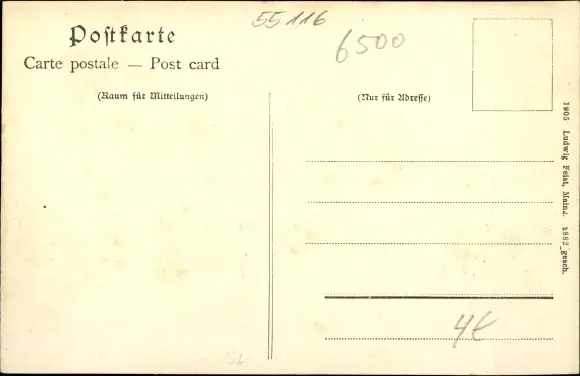 55116
6500
Postkarte
Carte postale — Post card
(Raum für Mitteilungen)
(Nur für Adresse)
1905 Ludwig Feist, Mainz. 1882 gesch.
4€